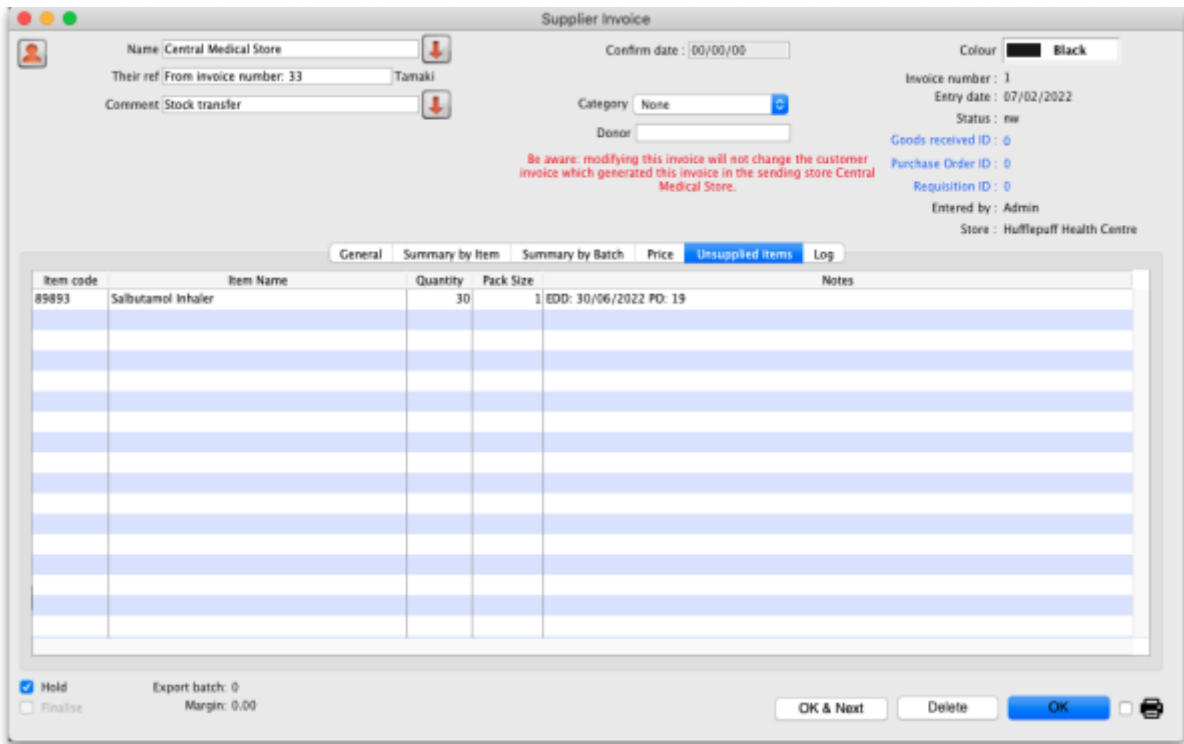 Supplier Invoice
Name Central Medical Store
Confirm date : 00/00/00
Colour Black
Their ref From invoice number: 33 Tamaki
Invoice number : 1
Comment Stock transfer
Category None
Entry date : 07/02/2022
Status : nw
Donor
Goods received ID : 0
Be aware: modifying this invoice will not change the customer
invoice which generated this invoice in the sending store Central
Medical Store.
Purchase Order ID : 0
Requisition ID : 0
Entered by : Admin
Store : Hufflepuff Health Centre
General Summary by Item Summary by Batch Price Unsupplied items Log
Item code Item Name Quantity Pack Size Notes
89893 Salbutamol Inhaler 30 1 EDD: 30/06/2022 PO: 19
Hold Export batch: 0
Finalise Margin: 0.00
OK & Next Delete OK